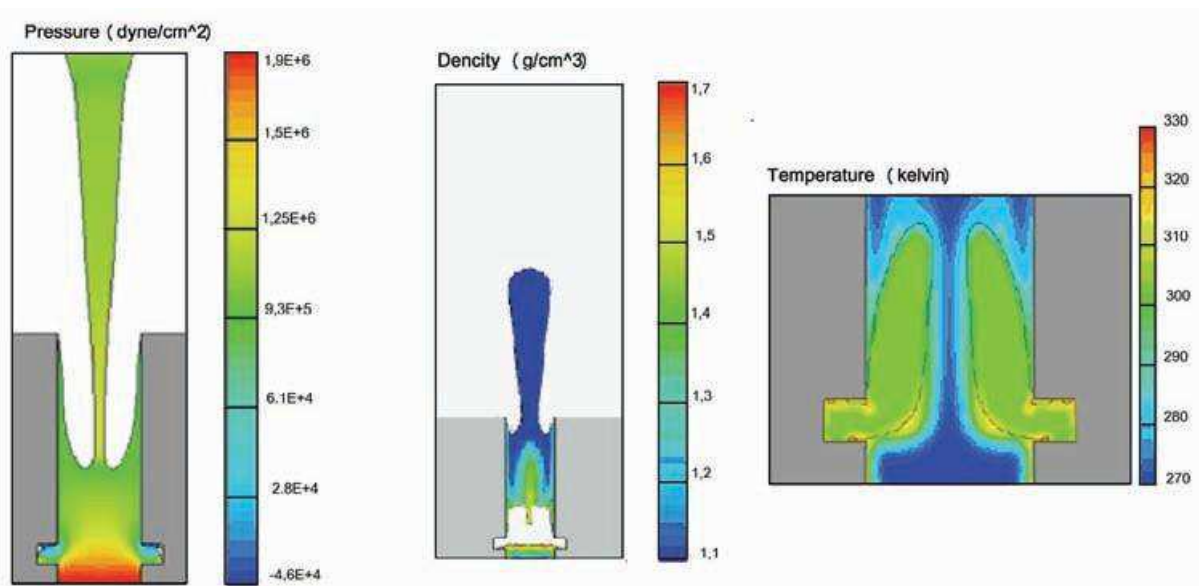 Pressure ( dyne/cm^2)
1,9E+6
1,5E+6
1,25E+6
9,3E+5
6.1E+4
2.8E+4
-4,6E+4
Dencity ( g/cm^3)
1,7
1,6
1,5
1,4
1,3
1,2
1,1
Temperature ( kelvin)
330
320
310
300
290
280
270